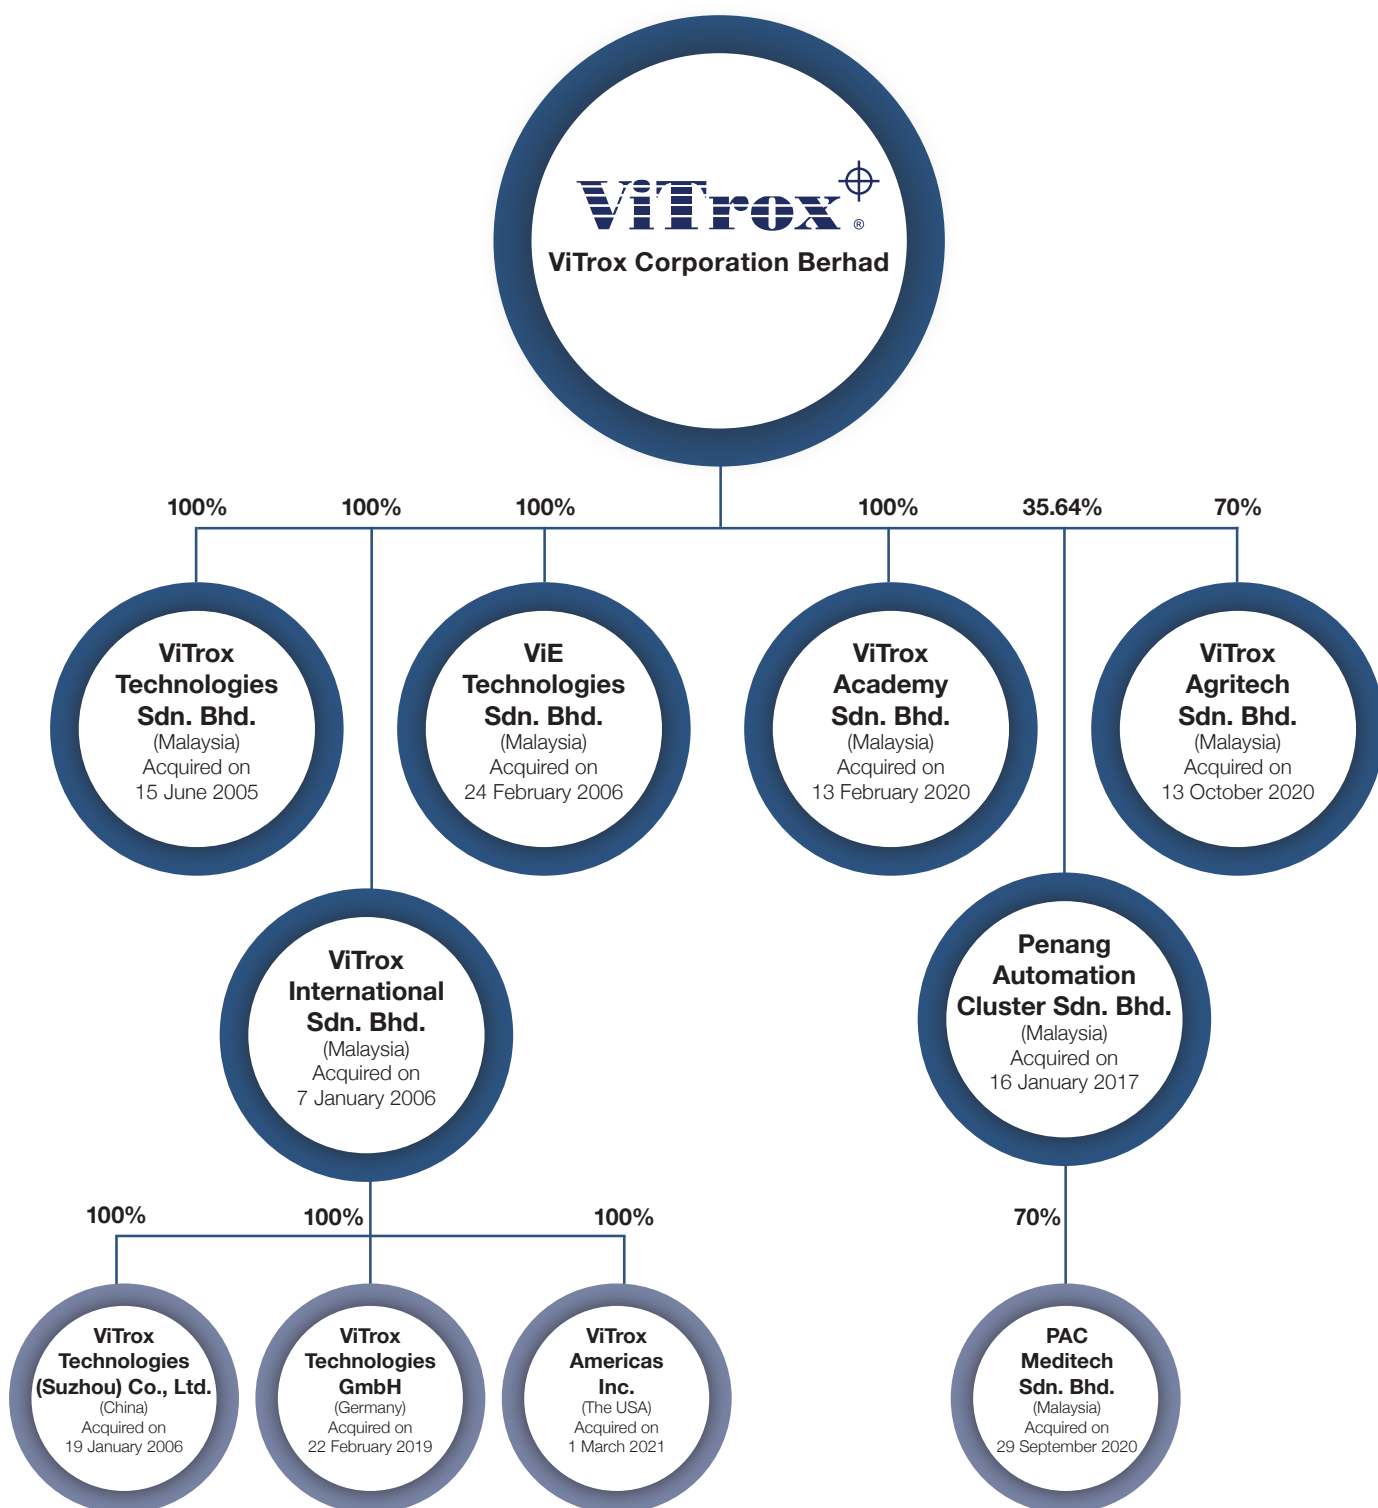 ViTrox
®
ViTrox Corporation Berhad
100%
100%
100%
100%
35.64%
70%
ViTrox
Technologies
Sdn. Bhd.
(Malaysia)
Acquired on
15 June 2005
ViE
Technologies
Sdn. Bhd.
(Malaysia)
Acquired on
24 February 2006
ViTrox
Academy
Sdn. Bhd.
(Malaysia)
Acquired on
13 February 2020
ViTrox
Agritech
Sdn. Bhd.
(Malaysia)
Acquired on
13 October 2020
ViTrox
International
Sdn. Bhd.
(Malaysia)
Acquired on
7 January 2006
Penang
Automation
Cluster Sdn. Bhd.
(Malaysia)
Acquired on
16 January 2017
100%
100%
100%
70%
ViTrox
Technologies
(Suzhou) Co., Ltd.
(China)
Acquired on
19 January 2006
ViTrox
Technologies
GmbH
(Germany)
Acquired on
22 February 2019
ViTrox
Americas
Inc.
(The USA)
Acquired on
1 March 2021
PAC
Meditech
Sdn. Bhd.
(Malaysia)
Acquired on
29 September 2020